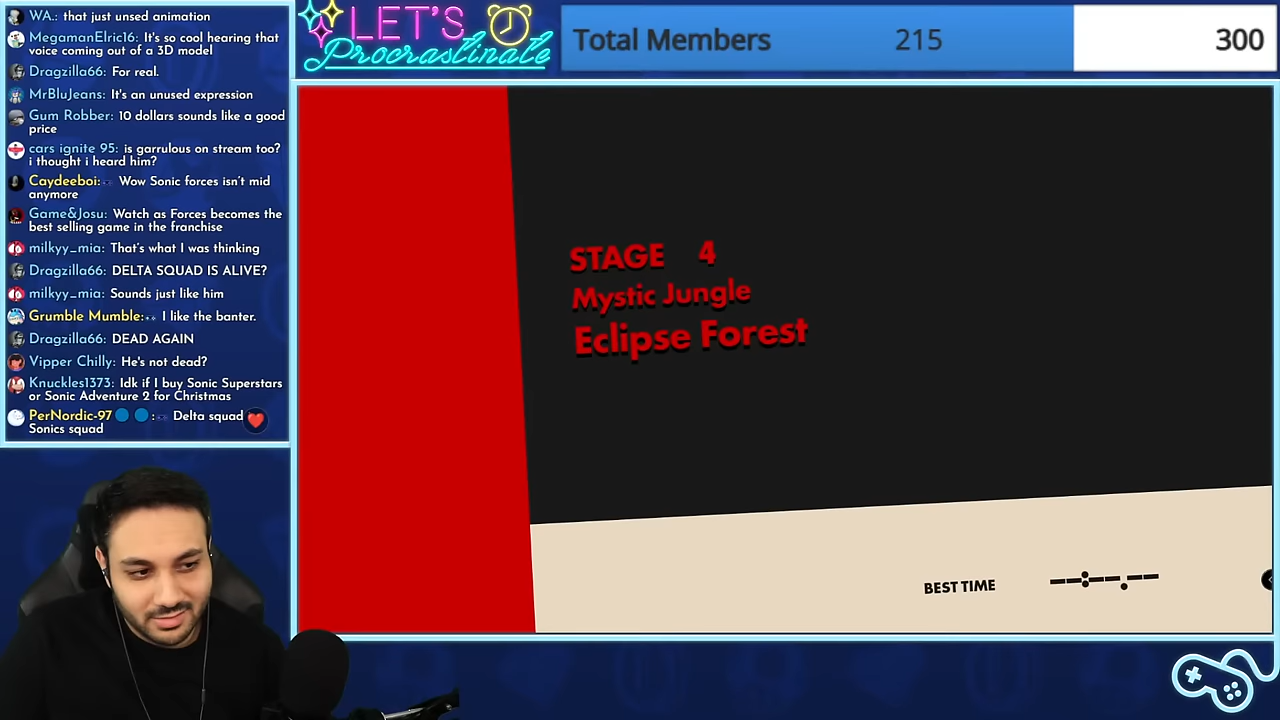 WA.: that just unsed animation
MegamanElric16: It's so cool hearing that
voice coming out of a 3D model
Dragzilla66: For real.
MrBluJeans: It's an unused expression
Gum Robber: 10 dollars sounds like a good
price
cars ignite 95: is garrulous on stream too?
i thought i heard him?
Caydeeboi: Wow Sonic forces isn't mid
anymore
Game&Josu: Watch as Forces becomes the
best selling game in the franchise
milkyy_mia: That's what I was thinking
Dragzilla66: DELTA SQUAD IS ALIVE?
milkyy_mia: Sounds just like him
Grumble Mumble: I like the banter.
Dragzilla66: DEAD AGAIN
Vipper Chilly: He's not dead?
Knuckles1373: Idk if I buy Sonic Superstars
or Sonic Adventure 2 for Christmas
PerNordic-97: Delta squad
Sonics squad
LET'S
Procrastinate
Total Members 215 300
STAGE 4
Mystic Jungle
Eclipse Forest
BEST TIME --:--.--